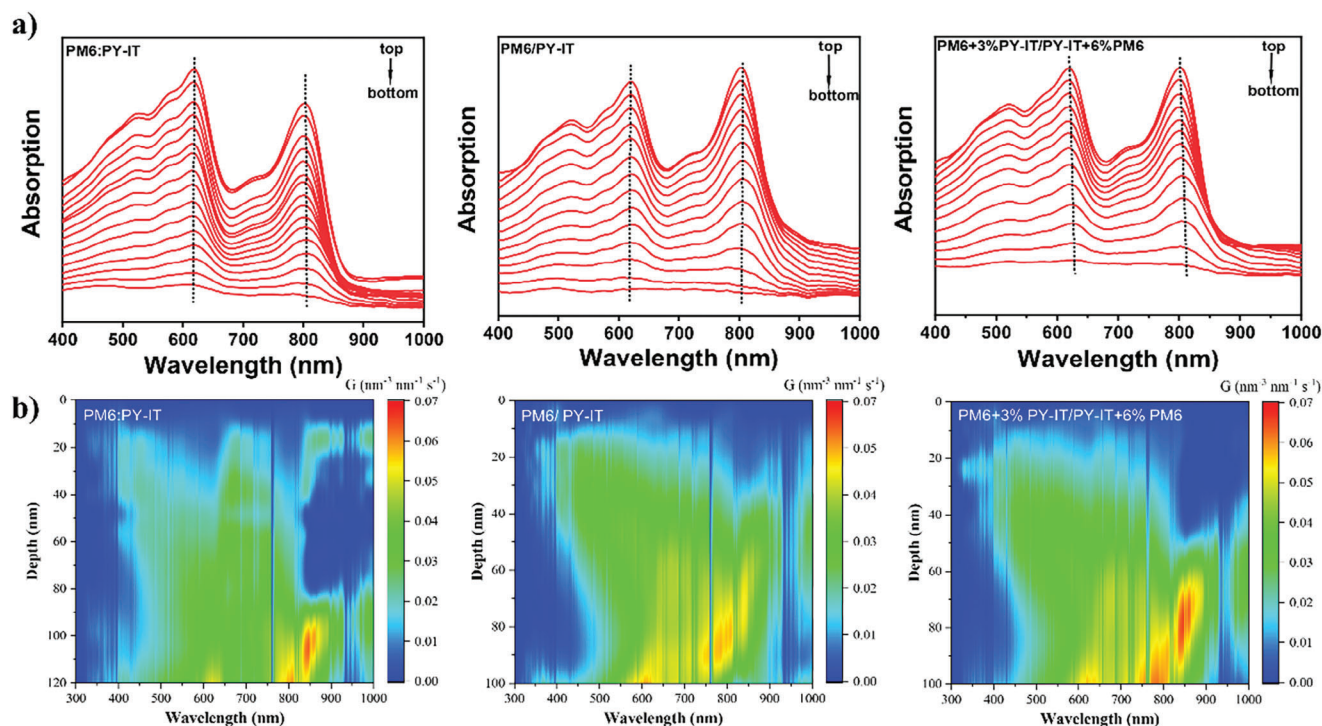 a)
PM6:PY-IT
top
bottom
Absorption
400 500 600 700 800 900 1000
Wavelength (nm)
PM6/PY-IT
top
bottom
Absorption
400 500 600 700 800 900 1000
Wavelength (nm)
PM6+3%PY-IT/PY-IT+6%PM6
top
bottom
Absorption
400 500 600 700 800 900 1000
Wavelength (nm)
b)
PM6:PY-IT
G (nm⁻³ nm⁻¹ s⁻¹)
0.07
0.06
0.05
0.04
0.03
0.02
0.01
0.00
Depth (nm)
0
20
40
60
80
100
120
300 400 500 600 700 800 900 1000
Wavelength (nm)
PM6/ PY-IT
G (nm⁻³ nm⁻¹ s⁻¹)
0.07
0.06
0.05
0.04
0.03
0.02
0.01
0.00
Depth (nm)
0
20
40
60
80
100
300 400 500 600 700 800 900 1000
Wavelength (nm)
PM6+3% PY-IT/PY-IT+6% PM6
G (nm⁻³ nm⁻¹ s⁻¹)
0.07
0.06
0.05
0.04
0.03
0.02
0.01
0.00
Depth (nm)
0
20
40
60
80
100
300 400 500 600 700 800 900 1000
Wavelength (nm)